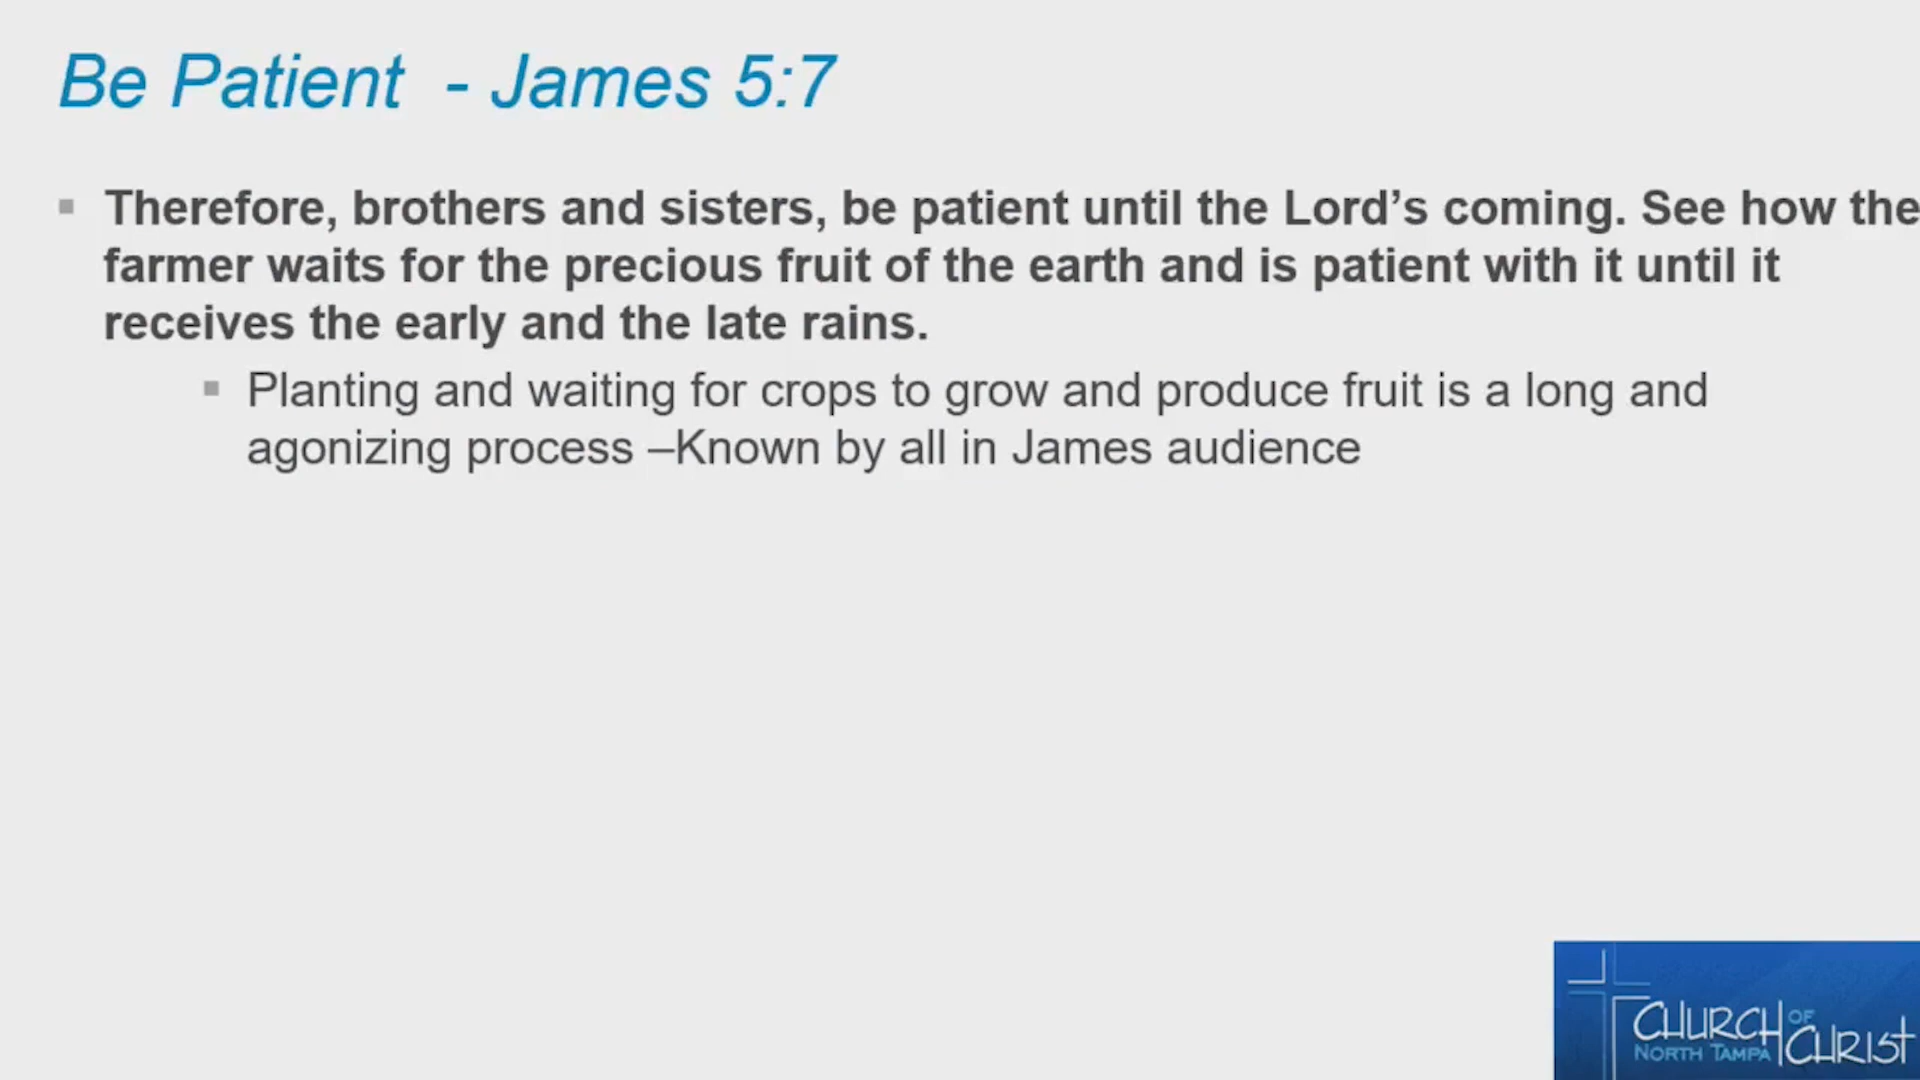 Be Patient - James 5:7
Therefore, brothers and sisters, be patient until the Lord’s coming. See how the
farmer waits for the precious fruit of the earth and is patient with it until it
receives the early and the late rains.
Planting and waiting for crops to grow and produce fruit is a long and
agonizing process –Known by all in James audience
CHURCH OF CHRIST
NORTH TAMPA